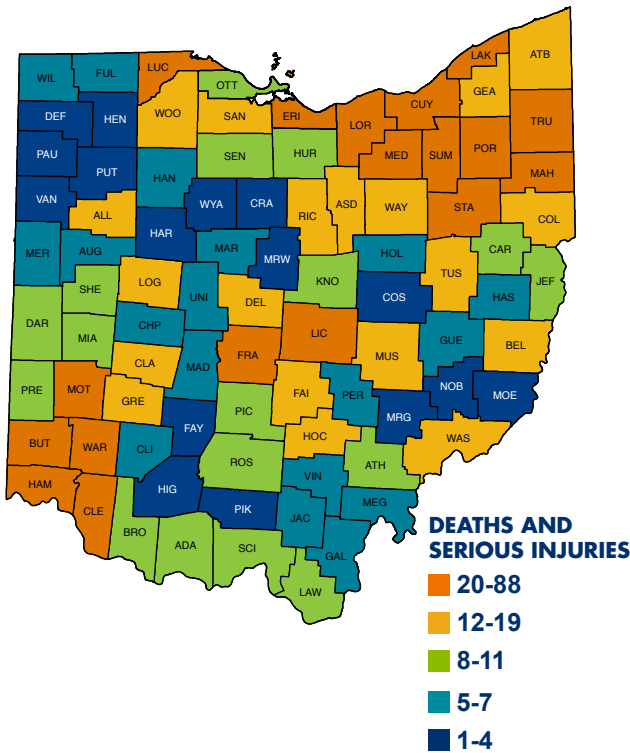 LAK
ATB
WIL
FUL
LUC
OTT
GEA
CUY
DEF
HEN
WOO
SAN
ERI
LOR
TRU
PAU
SEN
HUR
MED
SUM
POR
PUT
HAN
MAH
VAN
WYA
CRA
RIC
ASD
WAY
STA
ALL
COL
HAR
MER
AUG
MAR
MRW
HOL
CAR
TUS
SHE
LOG
UNI
KNO
COS
HAS
JEF
DEL
DAR
CHP
LIC
MIA
GUE
BEL
CLA
MAD
FRA
MUS
PRE
MOT
GRE
FAI
PER
NOB
MOE
PIC
MRG
FAY
BUT
WAR
CLI
HOC
WAS
ROS
ATH
HAM
HIG
VIN
CLE
PIK
JAC
MEG
BRO
ADA
SCI
GAL
LAW
DEATHS AND
SERIOUS INJURIES
20-88
12-19
8-11
5-7
1-4